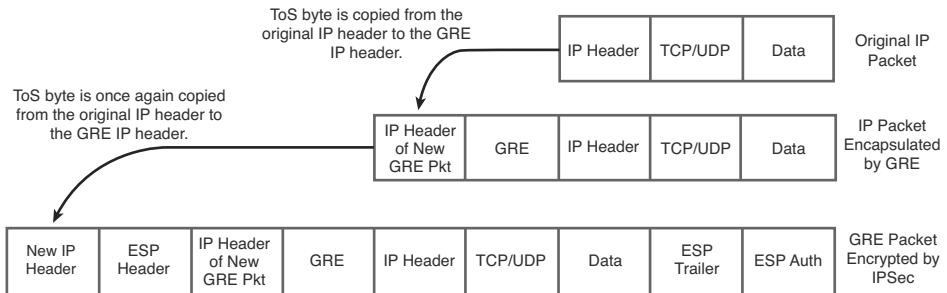 ToS byte is copied from the
original IP header to the GRE
IP header.
IP Header
TCP/UDP
Data
Original IP
Packet
ToS byte is once again copied
from the original IP header to
the GRE IP header.
IP Header
of New
GRE Pkt
GRE
IP Header
TCP/UDP
Data
IP Packet
Encapsulated
by GRE
New IP
Header
ESP
Header
IP Header
of New
GRE Pkt
GRE
IP Header
TCP/UDP
Data
ESP
Trailer
ESP Auth
GRE Packet
Encrypted by
IPSec